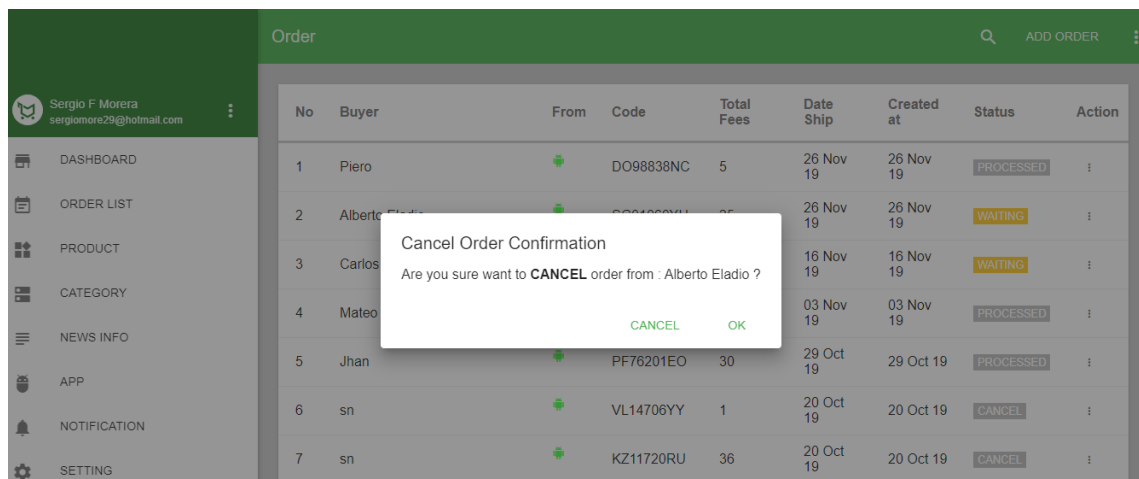 Order
ADD ORDER
Sergio F Morera
sergiomore29@hotmail.com
DASHBOARD
ORDER LIST
PRODUCT
CATEGORY
NEWS INFO
APP
NOTIFICATION
SETTING
No Buyer From Code Total Fees Date Ship Created at Status Action
1 Piero DO98838NC 5 26 Nov 19 26 Nov 19 PROCESSED
2 Alberto 26 Nov 19 26 Nov 19 WAITING
3 Carlos 16 Nov 19 16 Nov 19 WAITING
4 Mateo 03 Nov 19 03 Nov 19 PROCESSED
5 Jhan PF76201EO 30 29 Oct 19 29 Oct 19 PROCESSED
6 sn VL14706YY 1 20 Oct 19 20 Oct 19 CANCEL
7 sn KZ11720RU 36 20 Oct 19 20 Oct 19 CANCEL
Cancel Order Confirmation
Are you sure want to CANCEL order from : Alberto Eladio ?
CANCEL OK